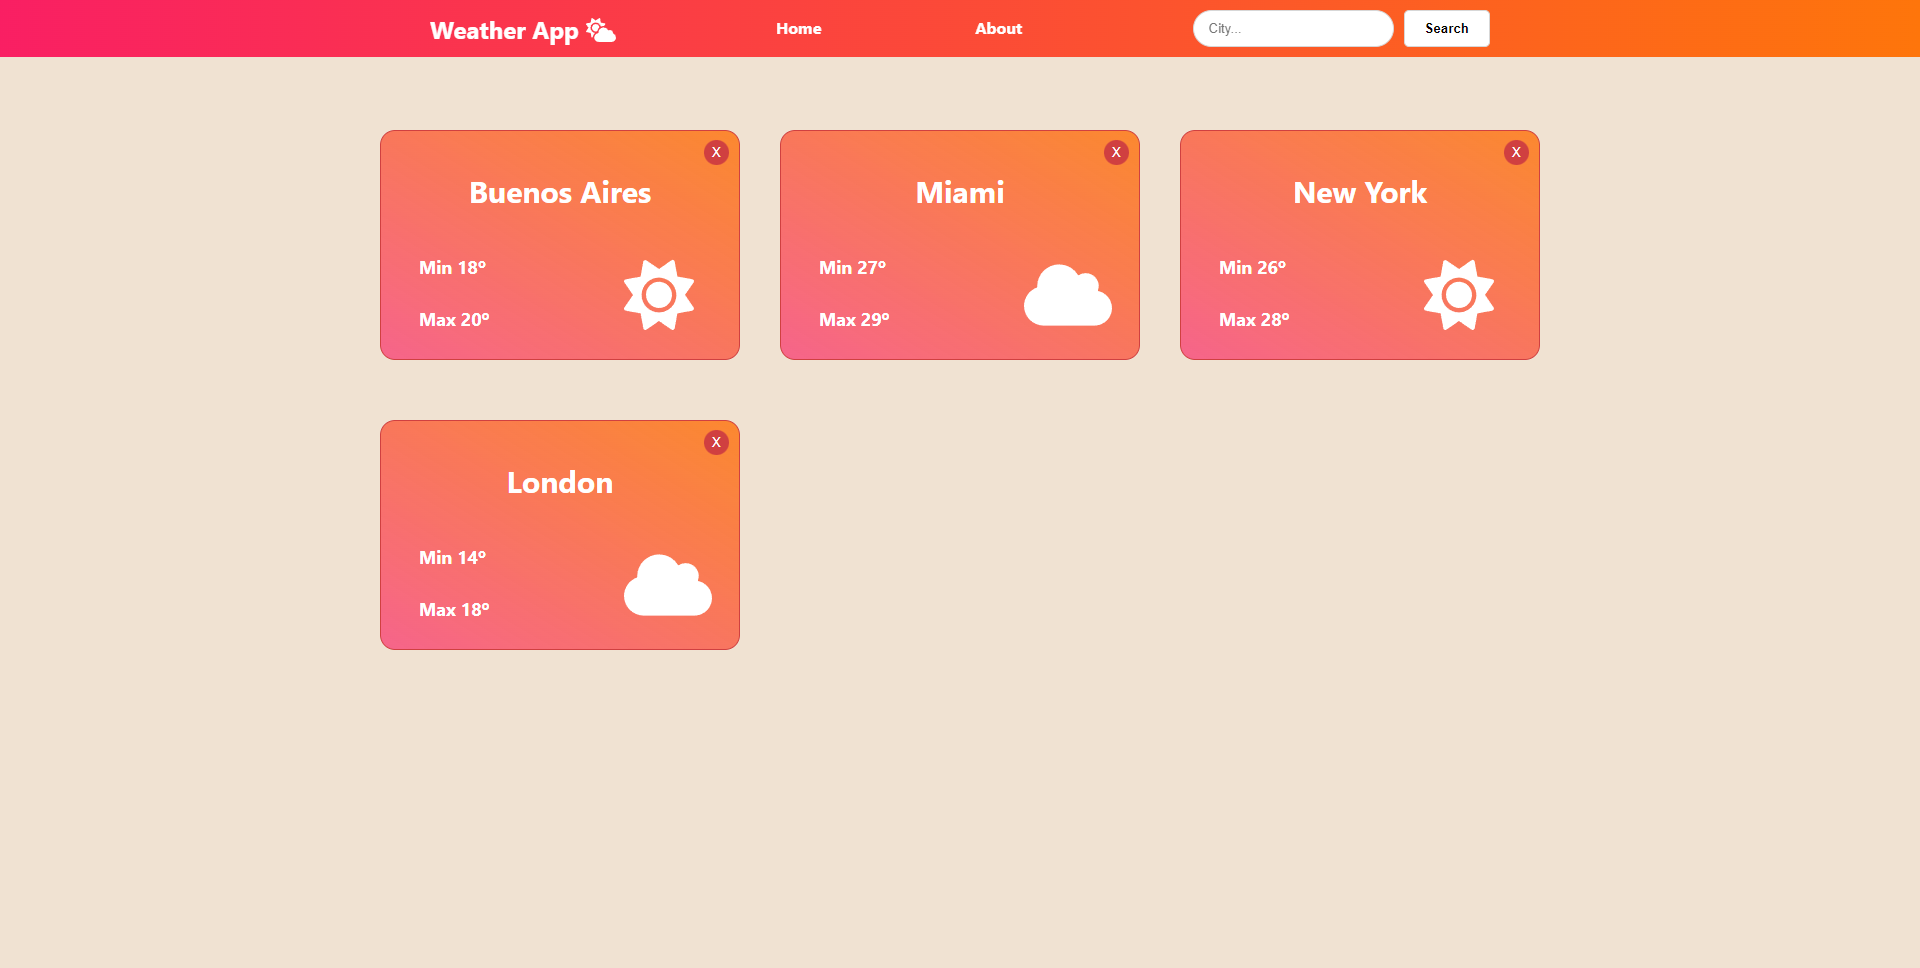 Weather App
Home
About
City...
Search
X
Buenos Aires
Min 18º
Max 20º
X
Miami
Min 27º
Max 29º
X
New York
Min 26º
Max 28º
X
London
Min 14º
Max 18º